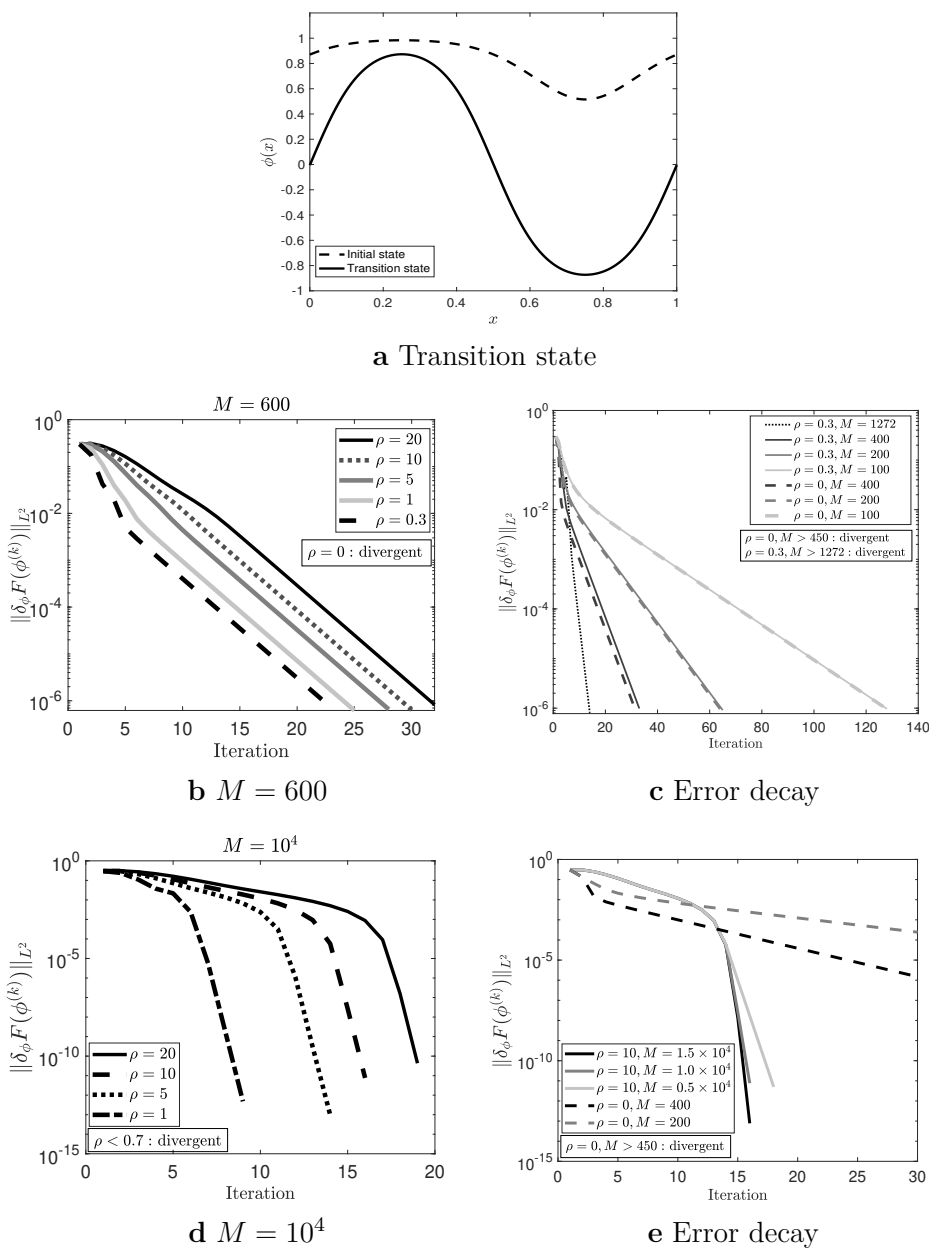 1
0.8
0.6
0.4
0.2
0
-0.2
-0.4
-0.6
-0.8
-1
ϕ(x)
Initial state
Transition state
0 0.2 0.4 0.6 0.8 1
x
a Transition state
M = 600
10^0
10^-2
10^-4
10^-6
||δ_ϕ F(ϕ^(k))||_{L^2}
ρ = 20
ρ = 10
ρ = 5
ρ = 1
ρ = 0.3
ρ = 0 : divergent
0 5 10 15 20 25 30
Iteration
b M = 600
10^0
10^-2
10^-4
10^-6
||δ_ϕ F(ϕ^(k))||_{L^2}
ρ = 0.3, M = 1272
ρ = 0.3, M = 400
ρ = 0.3, M = 200
ρ = 0.3, M = 100
ρ = 0, M = 400
ρ = 0, M = 200
ρ = 0, M = 100
ρ = 0, M > 450 : divergent
ρ = 0.3, M > 1272 : divergent
0 20 40 60 80 100 120 140
Iteration
c Error decay
M = 10^4
10^0
10^-5
10^-10
10^-15
||δ_ϕ F(ϕ^(k))||_{L^2}
ρ = 20
ρ = 10
ρ = 5
ρ = 1
ρ < 0.7 : divergent
0 5 10 15 20
Iteration
d M = 10^4
10^0
10^-5
10^-10
10^-15
||δ_ϕ F(ϕ^(k))||_{L^2}
ρ = 10, M = 1.5 × 10^4
ρ = 10, M = 1.0 × 10^4
ρ = 10, M = 0.5 × 10^4
ρ = 0, M = 400
ρ = 0, M = 200
ρ = 0, M > 450 : divergent
0 5 10 15 20 25 30
Iteration
e Error decay